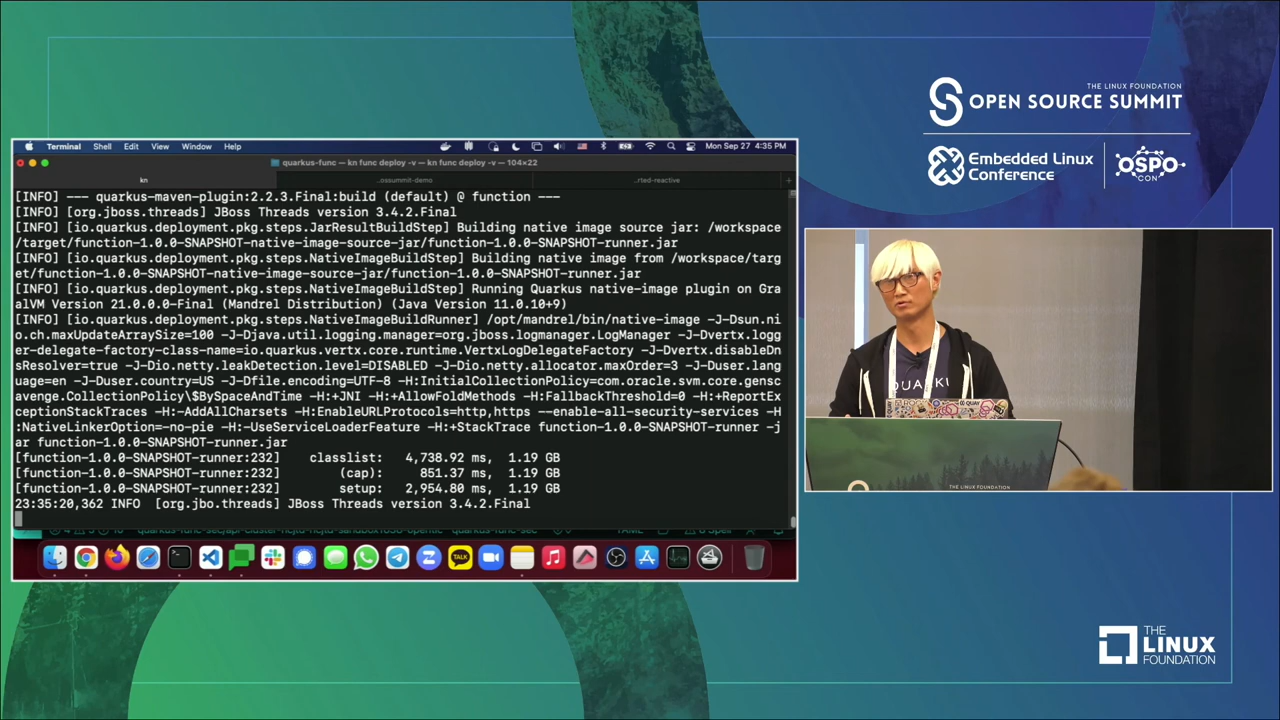 THE LINUX FOUNDATION
OPEN SOURCE SUMMIT
Embedded Linux
Conference
OSPO
CON
Terminal Shell Edit View Window Help
Mon Sep 27 4:35 PM
quarkus-func — kn func deploy -v — kn func deploy -v — 104×22
kn
...ossummit-demo
...rted-reactive
[INFO] --- quarkus-maven-plugin:2.2.3.Final:build (default) @ function ---
[INFO] [org.jboss.threads] JBoss Threads version 3.4.2.Final
[INFO] [io.quarkus.deployment.pkg.steps.JarResultBuildStep] Building native image source jar: /workspace
/target/function-1.0.0-SNAPSHOT-native-image-source-jar/function-1.0.0-SNAPSHOT-runner.jar
[INFO] [io.quarkus.deployment.pkg.steps.NativeImageBuildStep] Building native image from /workspace/targ
et/function-1.0.0-SNAPSHOT-native-image-source-jar/function-1.0.0-SNAPSHOT-runner.jar
[INFO] [io.quarkus.deployment.pkg.steps.NativeImageBuildStep] Running Quarkus native-image plugin on Gra
alVM Version 21.0.0.0-Final (Mandrel Distribution) (Java Version 11.0.10+9)
[INFO] [io.quarkus.deployment.pkg.steps.NativeImageBuildRunner] /opt/mandrel/bin/native-image -J-Dsun.ni
o.ch.maxUpdateArraySize=100 -J-Djava.util.logging.manager=org.jboss.logmanager.LogManager -J-Dvertx.logg
er-delegate-factory-class-name=io.quarkus.vertx.core.runtime.VertxLogDelegateFactory -J-Dvertx.disableDn
sResolver=true -J-Dio.netty.leakDetection.level=DISABLED -J-Dio.netty.allocator.maxOrder=3 -J-Duser.lang
uage=en -J-Duser.country=US -J-Dfile.encoding=UTF-8 -H:InitialCollectionPolicy=com.oracle.svm.core.gensc
avenge.CollectionPolicy\$BySpaceAndTime -H:+JNI -H:+AllowFoldMethods -H:FallbackThreshold=0 -H:+ReportEx
ceptionStackTraces -H:-AddAllCharsets -H:EnableURLProtocols=http,https --enable-all-security-services -H
:NativeLinkerOption=-no-pie -H:-UseServiceLoaderFeature -H:+StackTrace function-1.0.0-SNAPSHOT-runner -j
ar function-1.0.0-SNAPSHOT-runner.jar
[function-1.0.0-SNAPSHOT-runner:232] classlist: 4,738.92 ms, 1.19 GB
[function-1.0.0-SNAPSHOT-runner:232] (cap): 851.37 ms, 1.19 GB
[function-1.0.0-SNAPSHOT-runner:232] setup: 2,954.80 ms, 1.19 GB
23:35:20,362 INFO [org.jbo.threads] JBoss Threads version 3.4.2.Final
TALK
THE LINUX FOUNDATION
THE
LINUX
FOUNDATION